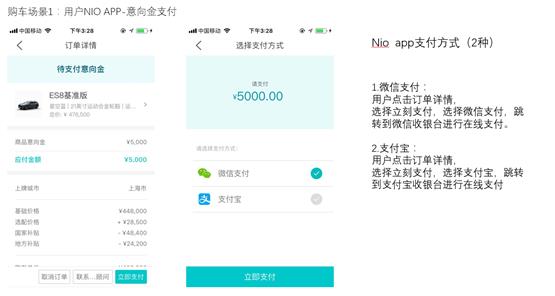 购车场景1：用户NIO APP-意向金支付
中国移动
下午3:28
订单详情
待支付意向金
ES8基准版
星空蓝 | 21英寸运动合金轮毂 | 运...
总价: ¥ 476,500
商品意向金
¥5,000
应付金额
¥5,000
上牌城市
上海市
基础价格
¥448,000
选配价格
+ ¥28,500
国家补贴
- ¥48,400
地方补贴
- ¥24,200
取消订单
联系...顾问
立即支付
中国移动
下午3:28
选择支付方式
请支付
¥5000.00
请选择支付方式：
微信支付
支付宝
立即支付
Nio app支付方式（2种）
1.微信支付：
用户点击订单详情，
选择立刻支付，选择微信支付，跳
转到微信收银台进行在线支付。
2.支付宝：
用户点击订单详情，
选择立刻支付，选择支付宝，跳转
到支付宝收银台进行在线支付